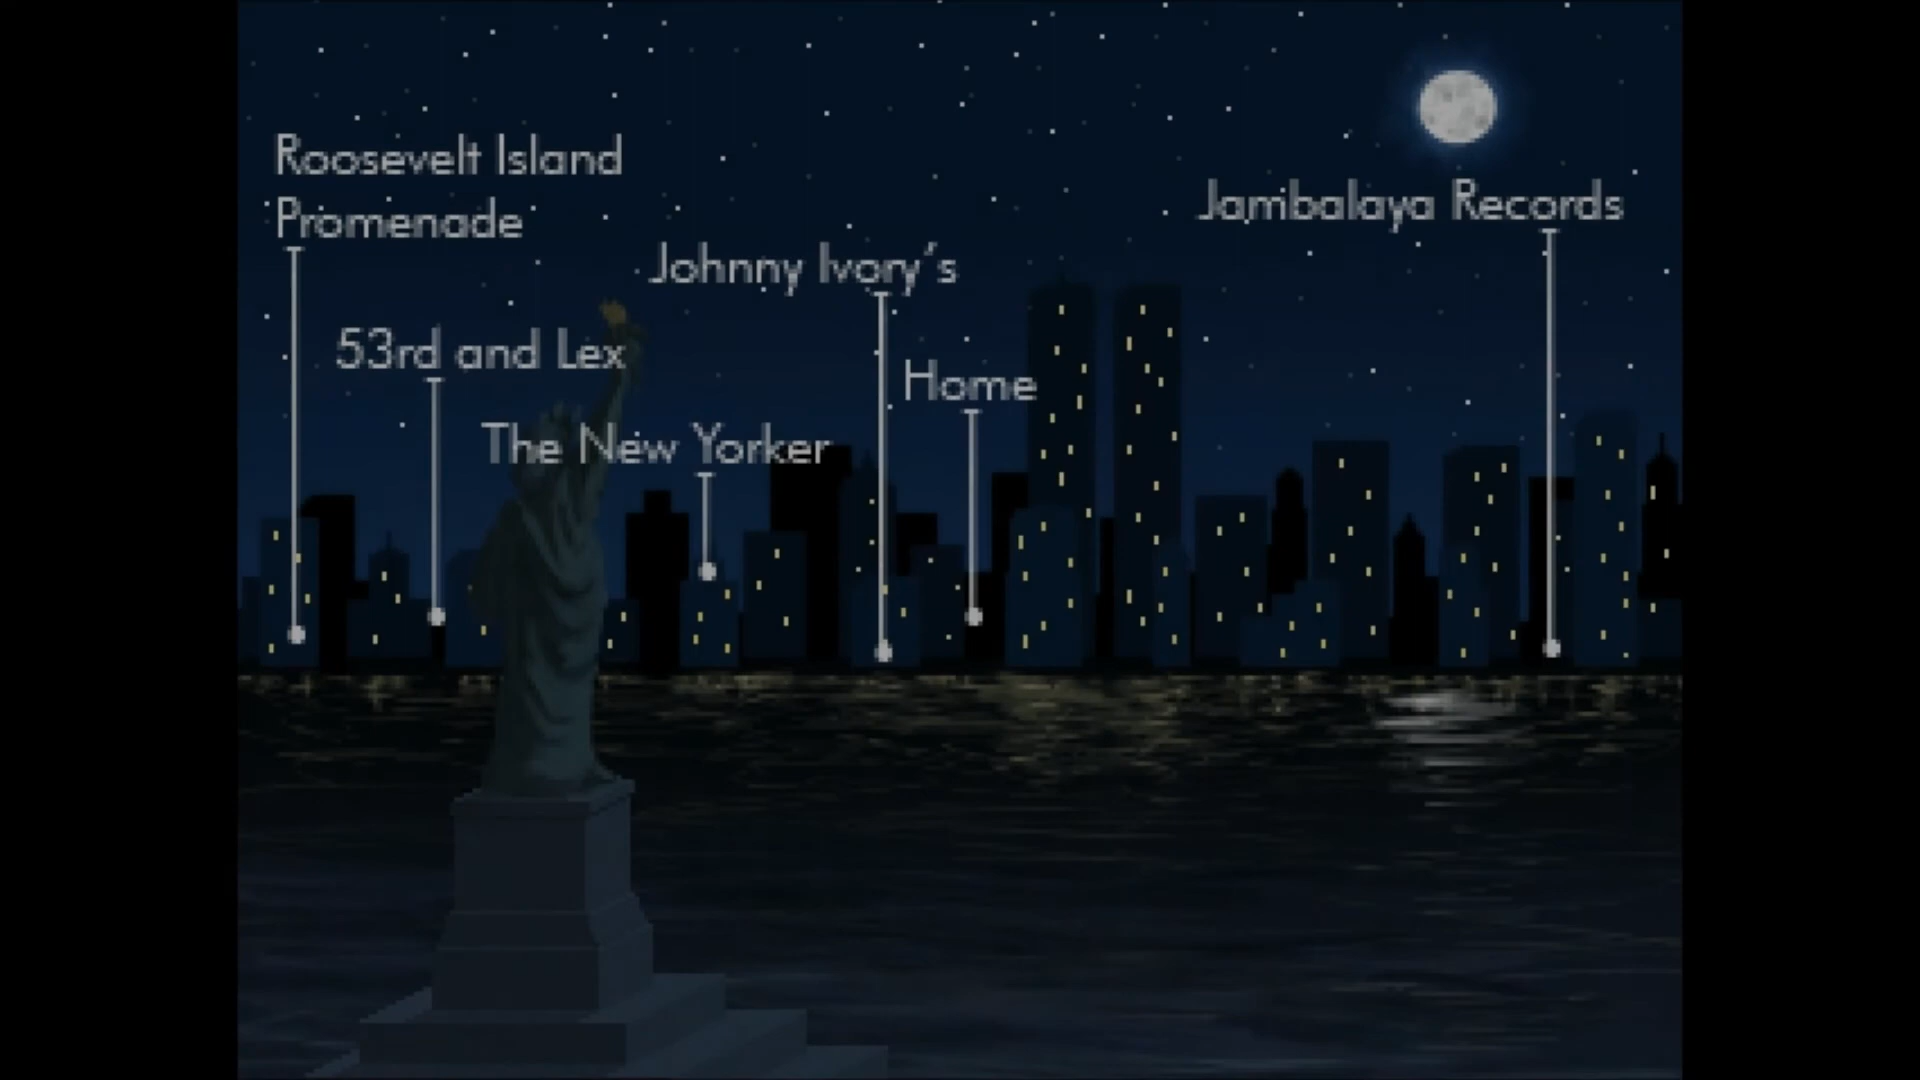 Roosevelt Island
Promenade
Jambalaya Records
Johnny Ivory's
53rd and Lex
Home
The New Yorker